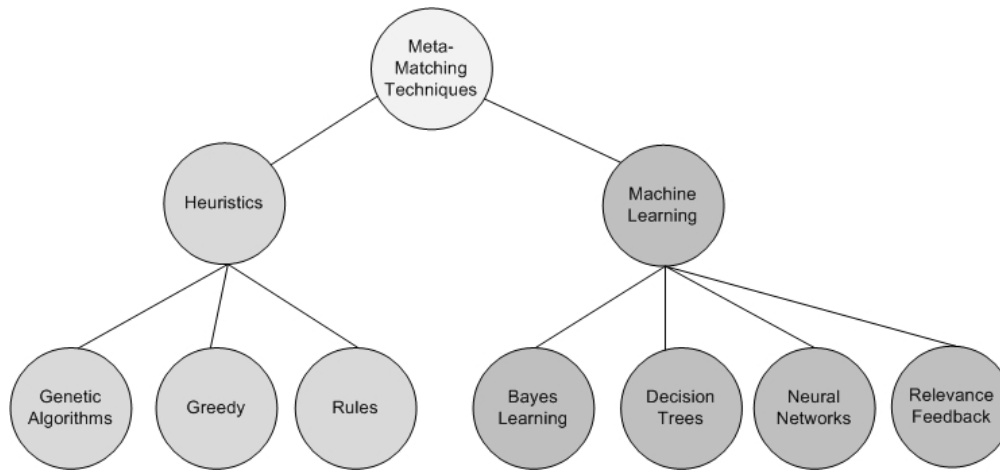 Meta-
Matching
Techniques
Heuristics
Machine
Learning
Genetic
Algorithms
Greedy
Rules
Bayes
Learning
Decision
Trees
Neural
Networks
Relevance
Feedback